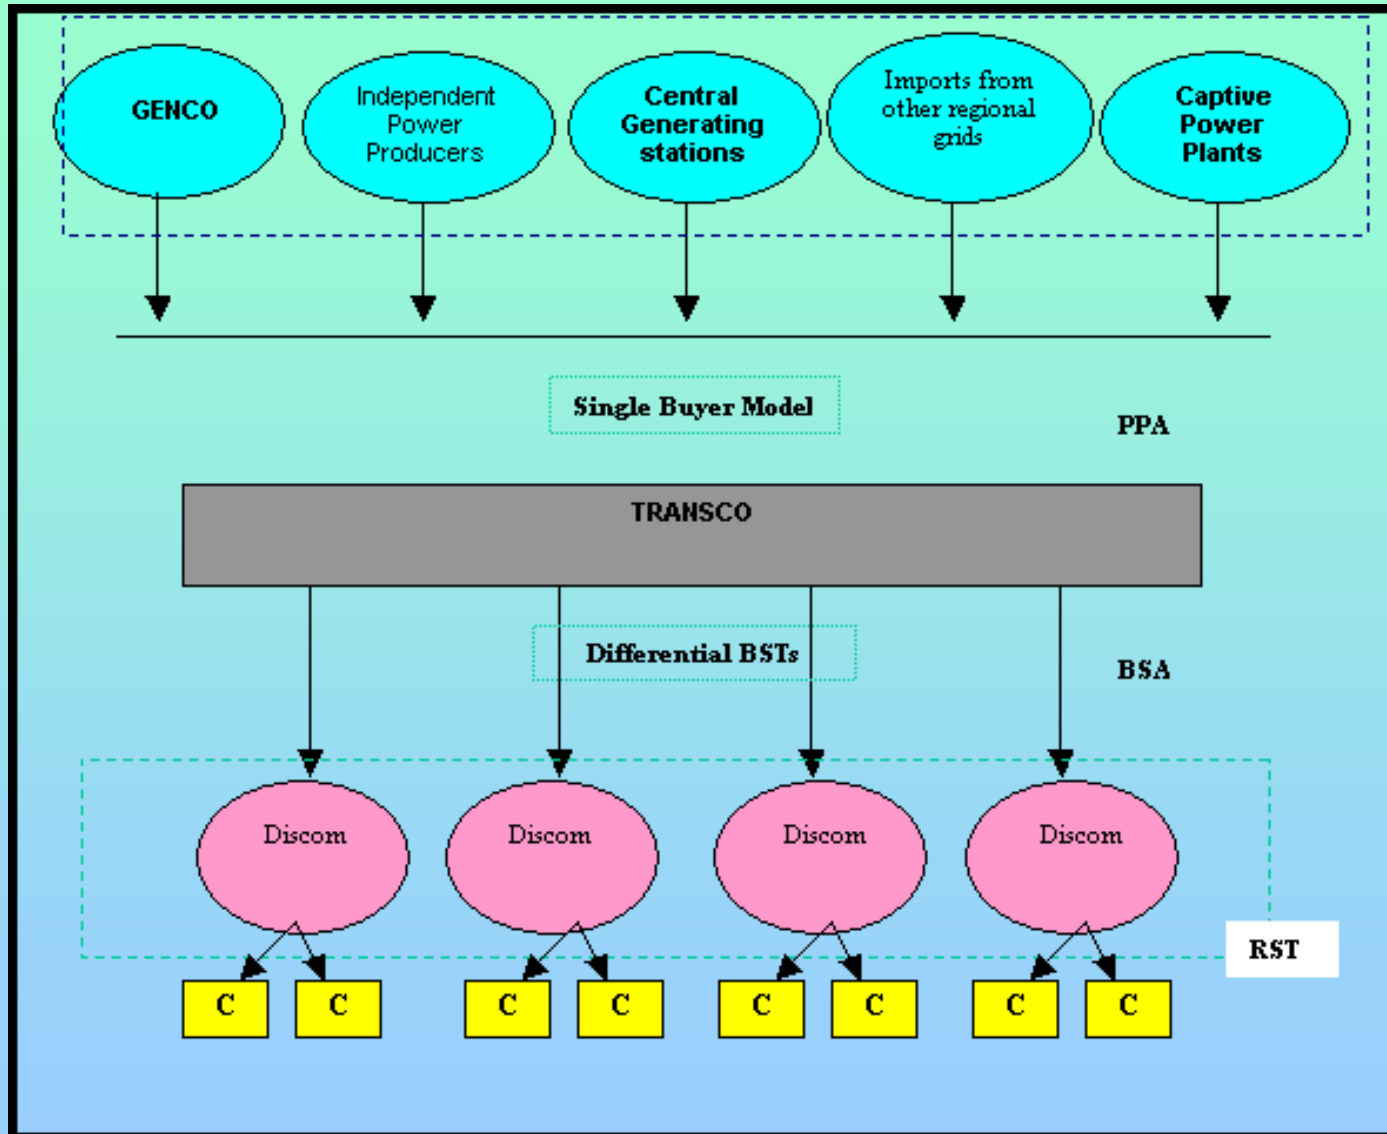 GENCO
Independent
Power
Producers
Central
Generating
stations
Imports from
other regional
grids
Captive
Power
Plants
Single Buyer Model
PPA
TRANSCO
Differential BSTs
BSA
Discom
Discom
Discom
Discom
RST
C
C
C
C
C
C
C
C